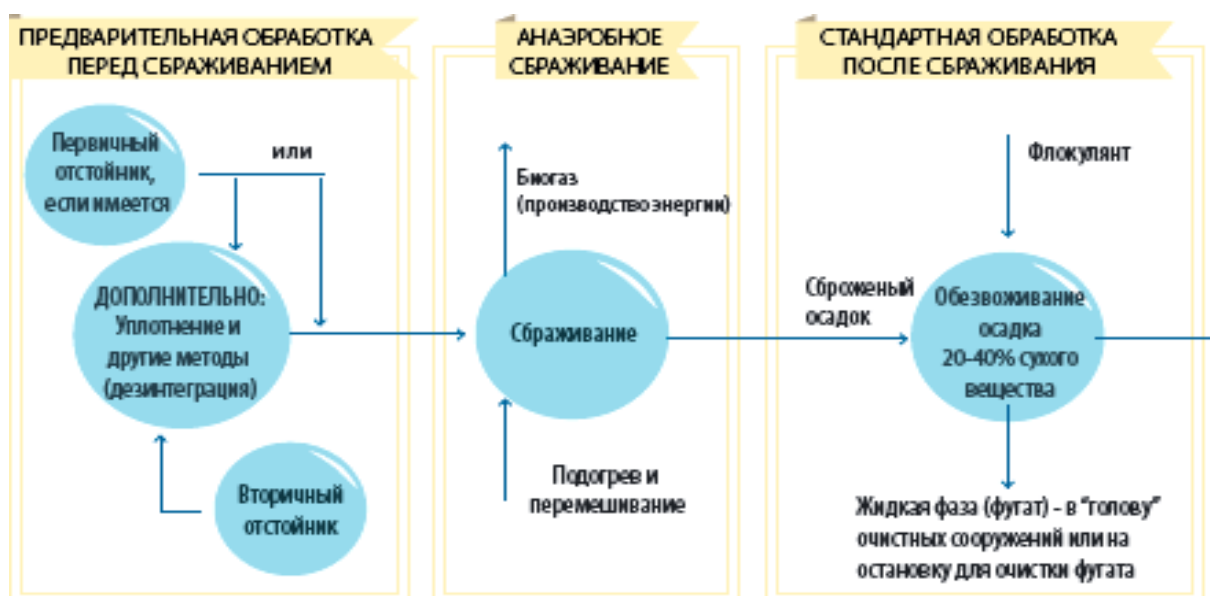 ПРЕДВАРИТЕЛЬНАЯ ОБРАБОТКА
ПЕРЕД СБРАЖИВАНИЕМ
Первичный
отстойник,
если имеется
или
ДОПОЛНИТЕЛЬНО:
Уплотнение и
другие методы
(дезинтеграция)
Вторичный
отстойник
АНАЭРОБНОЕ
СБРАЖИВАНИЕ
Биогаз
(производство энергии)
Сбраживание
Подогрев и
перемешивание
СТАНДАРТНАЯ ОБРАБОТКА
ПОСЛЕ СБРАЖИВАНИЯ
Флокулянт
Сброженый
осадок
Обезвоживание
осадка
20-40% сухого
вещества
Жидкая фаза (фугат) - в "голову"
очистных сооружений или на
остановку для очистки фугата